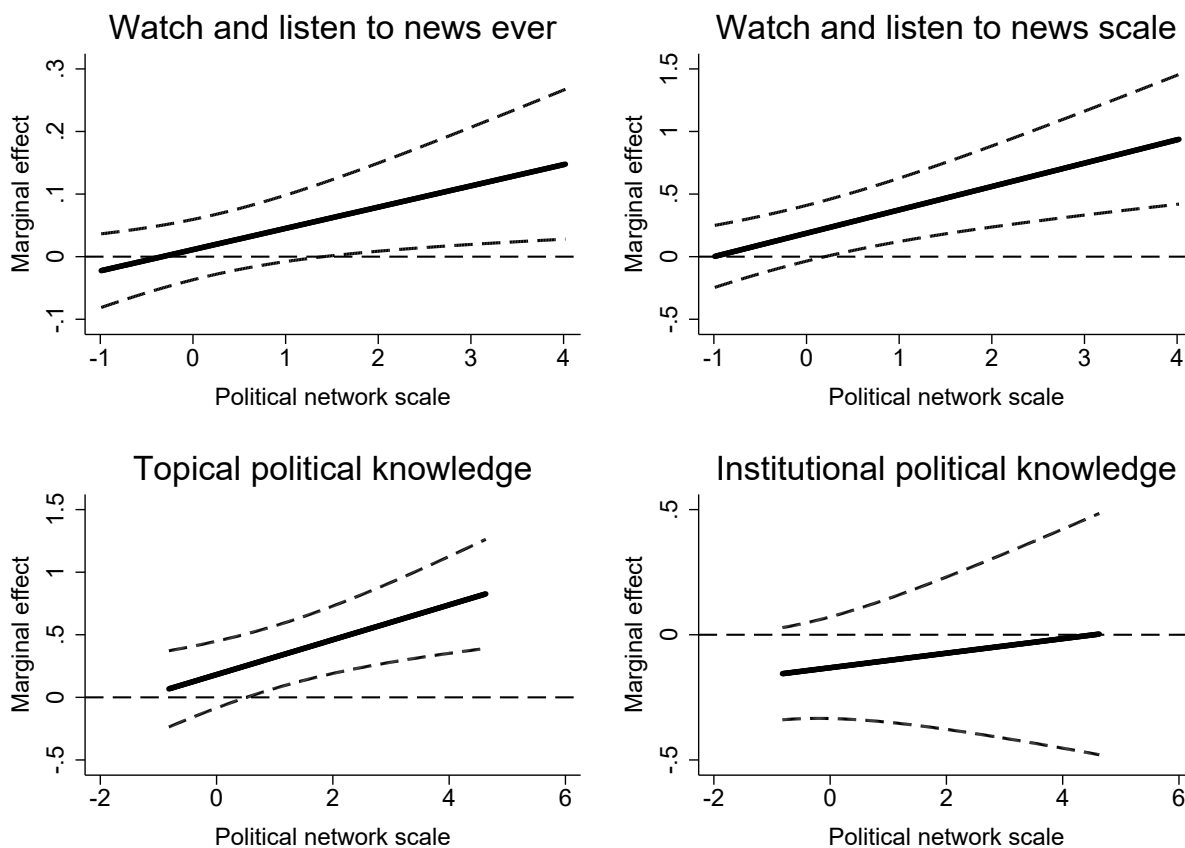 Watch and listen to news ever
Marginal effect
.3
.2
.1
0
-.1
-1 0 1 2 3 4
Political network scale
Watch and listen to news scale
Marginal effect
1.5
1
.5
0
-.5
-1 0 1 2 3 4
Political network scale
Topical political knowledge
Marginal effect
1.5
1
.5
0
-.5
-2 0 2 4 6
Political network scale
Institutional political knowledge
Marginal effect
.5
0
-.5
-2 0 2 4 6
Political network scale